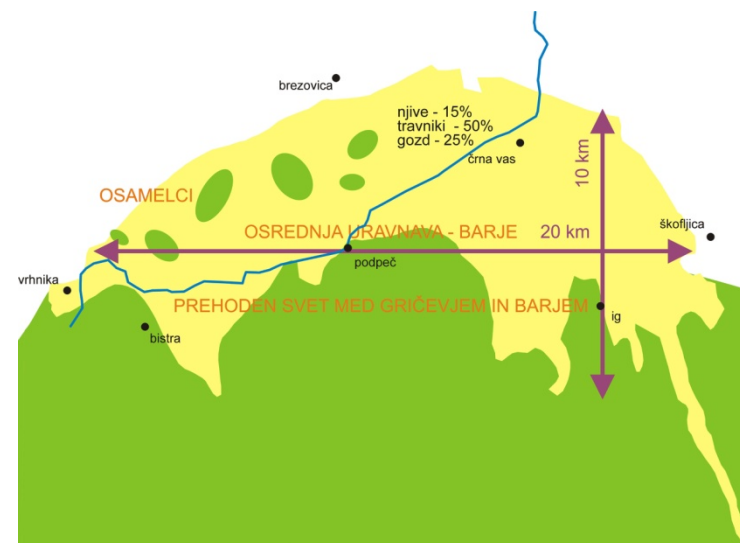 brezovica
njive - 15%
travniki - 50%
gozd - 25%
črna vas
10 km
OSAMELCI
OSREDNJA URAVNAVA - BARJE
20 km
škofljica
podpeč
vrhnika
PREHODEN SVET MED GRIČEVJEM IN BARJEM
ig
bistra